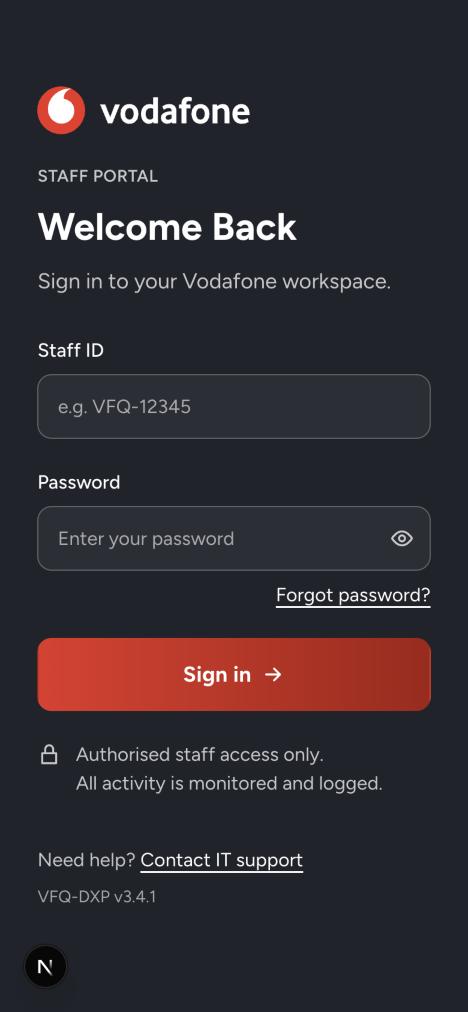 vodafone
STAFF PORTAL
Welcome Back
Sign in to your Vodafone workspace.
Staff ID
e.g. VFQ-12345
Password
Enter your password
Forgot password?
Sign in →
Authorised staff access only.
All activity is monitored and logged.
Need help? Contact IT support
VFQ-DXP v3.4.1
N